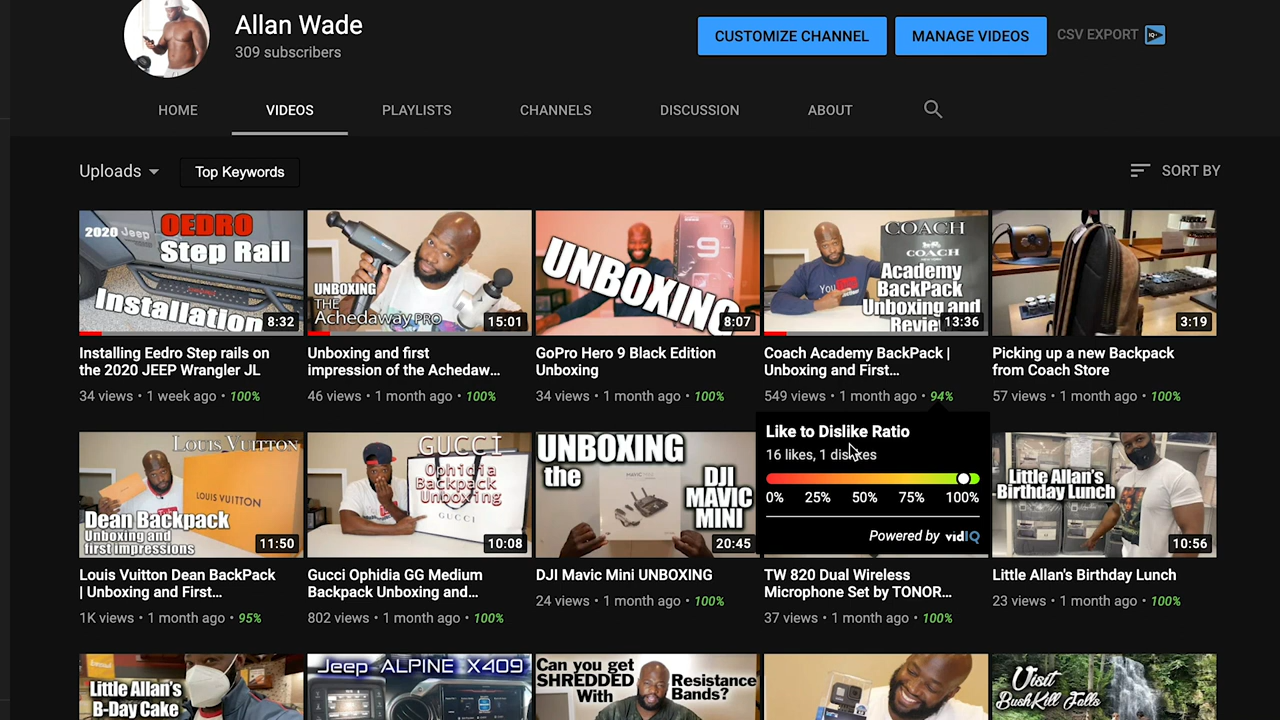 Allan Wade
309 subscribers
CUSTOMIZE CHANNEL
MANAGE VIDEOS
CSV EXPORT
HOME
VIDEOS
PLAYLISTS
CHANNELS
DISCUSSION
ABOUT
Uploads
Top Keywords
SORT BY
2020 Jeep
OEDRO
Step Rail
Installation
8:32
UNBOXING
THE
Achedaway PRO
15:01
9
UNBOXING
8:07
COACH
COACH
Academy
BackPack
Unboxing and
Review
You
13:36
3:19
Installing Eedro Step rails on
the 2020 JEEP Wrangler JL
34 views • 1 week ago • 100%
Unboxing and first
impression of the Achedaw...
46 views • 1 month ago • 100%
GoPro Hero 9 Black Edition
Unboxing
34 views • 1 month ago • 100%
Coach Academy BackPack |
Unboxing and First...
549 views • 1 month ago • 94%
Picking up a new Backpack
from Coach Store
57 views • 1 month ago • 100%
Like to Dislike Ratio
16 likes, 1 dislikes
0% 25% 50% 75% 100%
Powered by vidIQ
LOUIS VUITTON
LOUIS VUITTON
Dean Backpack
Unboxing and
first impressions
11:50
GUCCI
Ophidia
Backpack
Unboxing
GUCCI
10:08
UNBOXING
the
DJI
MAVIC
MINI
MAVIC MINI
20:45
Little Allan's
Birthday Lunch
10:56
Louis Vuitton Dean BackPack
| Unboxing and First...
1K views • 1 month ago • 95%
Gucci Ophidia GG Medium
Backpack Unboxing and...
802 views • 1 month ago • 100%
DJI Mavic Mini UNBOXING
24 views • 1 month ago • 100%
TW 820 Dual Wireless
Microphone Set by TONOR...
37 views • 1 month ago • 100%
Little Allan's Birthday Lunch
23 views • 1 month ago • 100%
Little Allan's
B-Day Cake
Jeep ALPINE X409
Can you get
SHREDDED
With
Resistance
Bands?
Visit
BushKill Falls